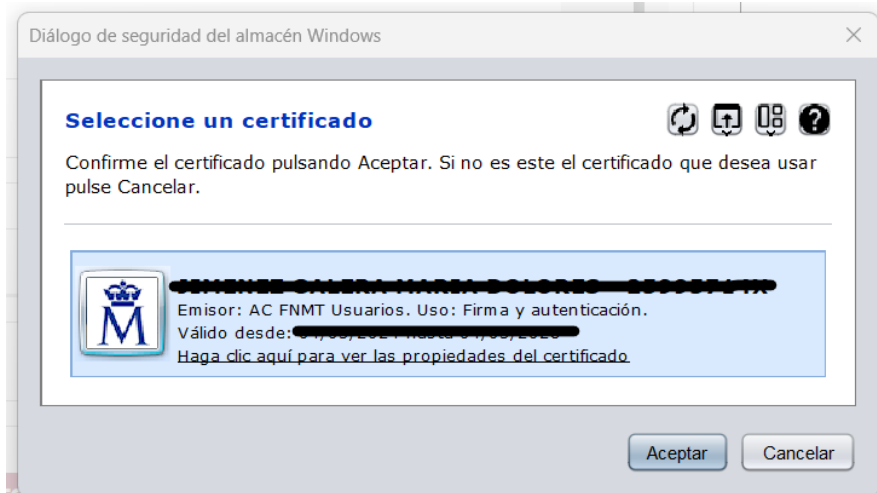 Diálogo de seguridad del almacén Windows
Seleccione un certificado
Confirme el certificado pulsando Aceptar. Si no es este el certificado que desea usar
pulse Cancelar.
Emisor: AC FNMT Usuarios. Uso: Firma y autenticación.
Válido desde:
Haga clic aquí para ver las propiedades del certificado
Aceptar
Cancelar